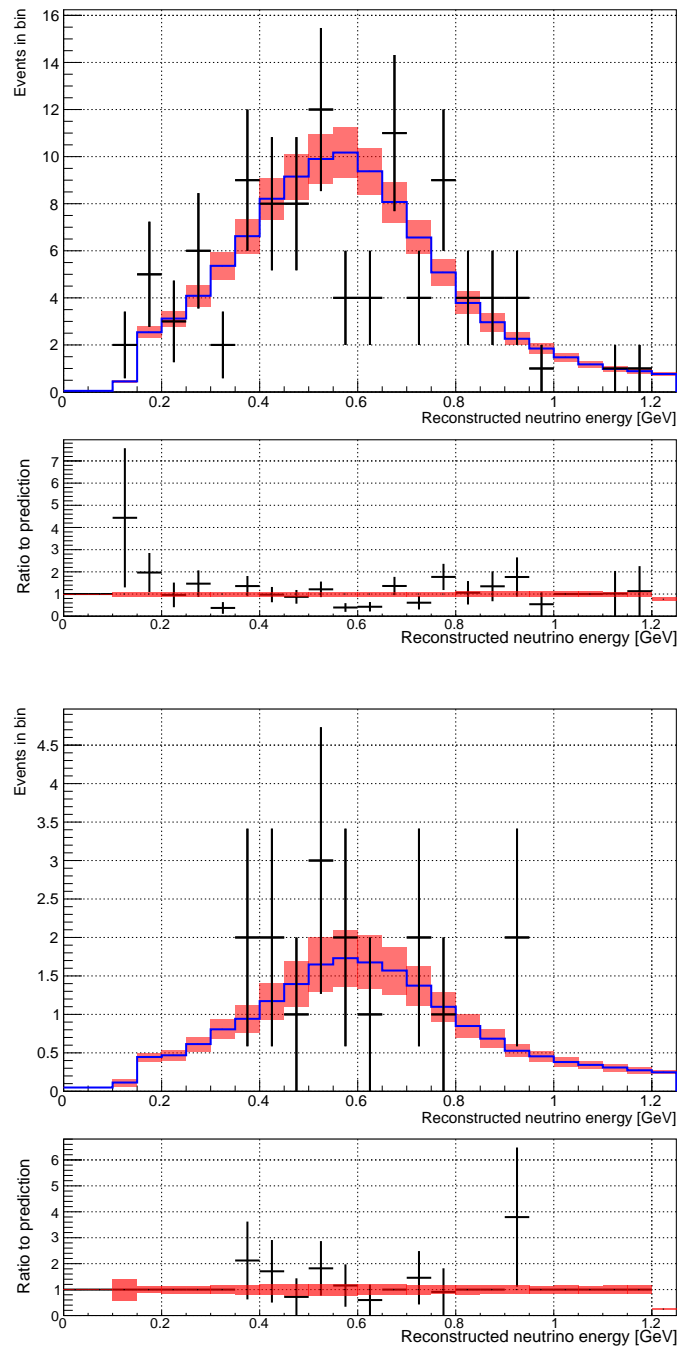 Events in bin
16
14
12
10
8
6
4
2
0
0 0.2 0.4 0.6 0.8 1 1.2
Reconstructed neutrino energy [GeV]
Ratio to prediction
7
6
5
4
3
2
1
0
0 0.2 0.4 0.6 0.8 1 1.2
Reconstructed neutrino energy [GeV]
Events in bin
4.5
4
3.5
3
2.5
2
1.5
1
0.5
0
0 0.2 0.4 0.6 0.8 1 1.2
Reconstructed neutrino energy [GeV]
Ratio to prediction
6
5
4
3
2
1
0
0 0.2 0.4 0.6 0.8 1 1.2
Reconstructed neutrino energy [GeV]